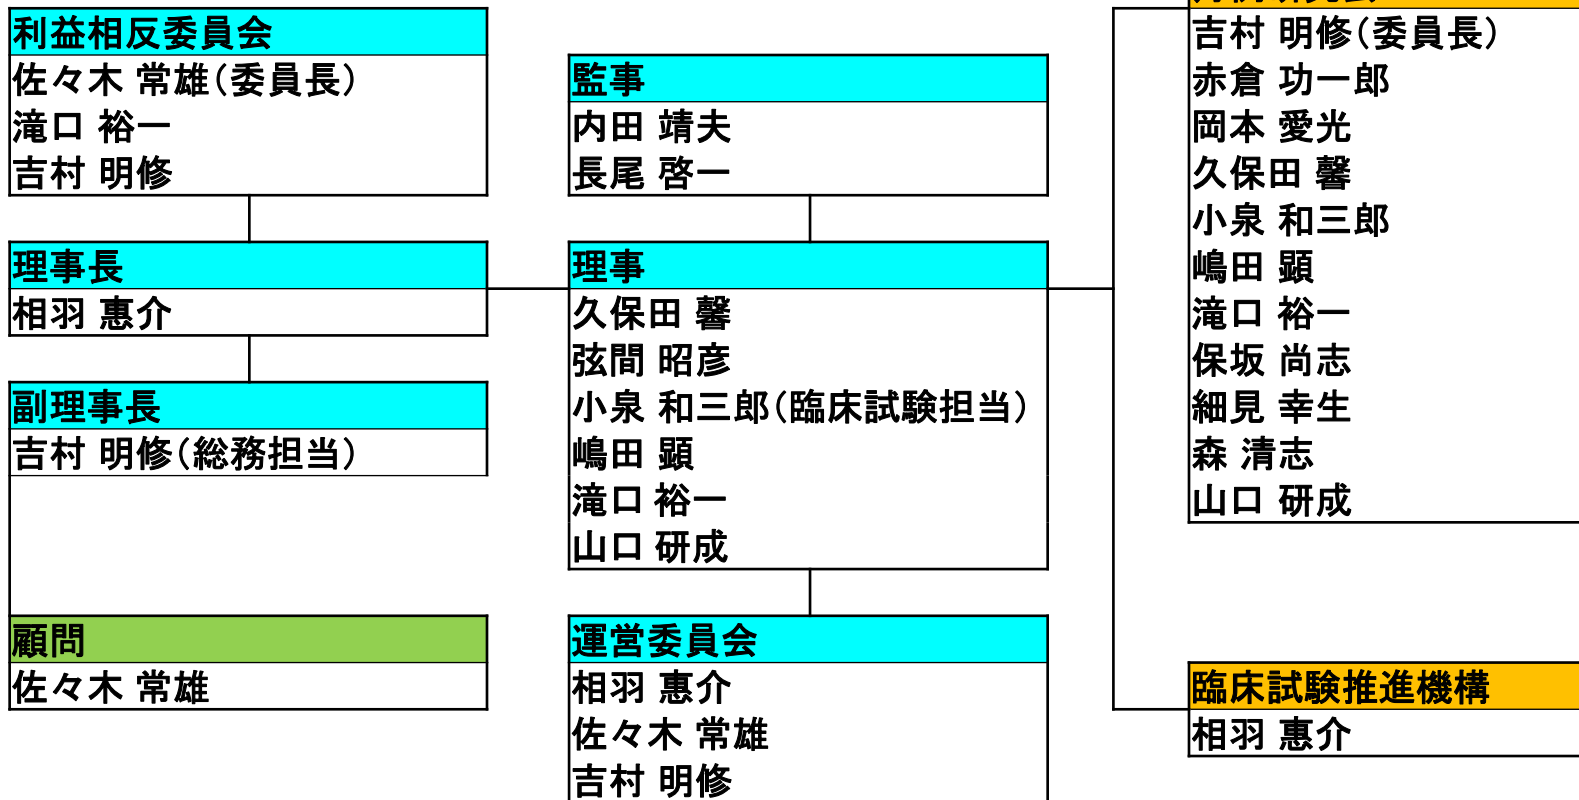 利益相反委員会
佐々木 常雄（委員長）
滝口 裕一
吉村 明修
理事長
相羽 惠介
副理事長
吉村 明修（総務担当）
顧問
佐々木 常雄
監事
内田 靖夫
長尾 啓一
理事
久保田 馨
弦間 昭彦
小泉 和三郎（臨床試験担当）
嶋田 顕
滝口 裕一
山口 研成
運営委員会
相羽 惠介
佐々木 常雄
吉村 明修
吉村 明修（委員長）
赤倉 功一郎
岡本 愛光
久保田 馨
小泉 和三郎
嶋田 顕
滝口 裕一
保坂 尚志
細見 幸生
森 清志
山口 研成
臨床試験推進機構
相羽 惠介